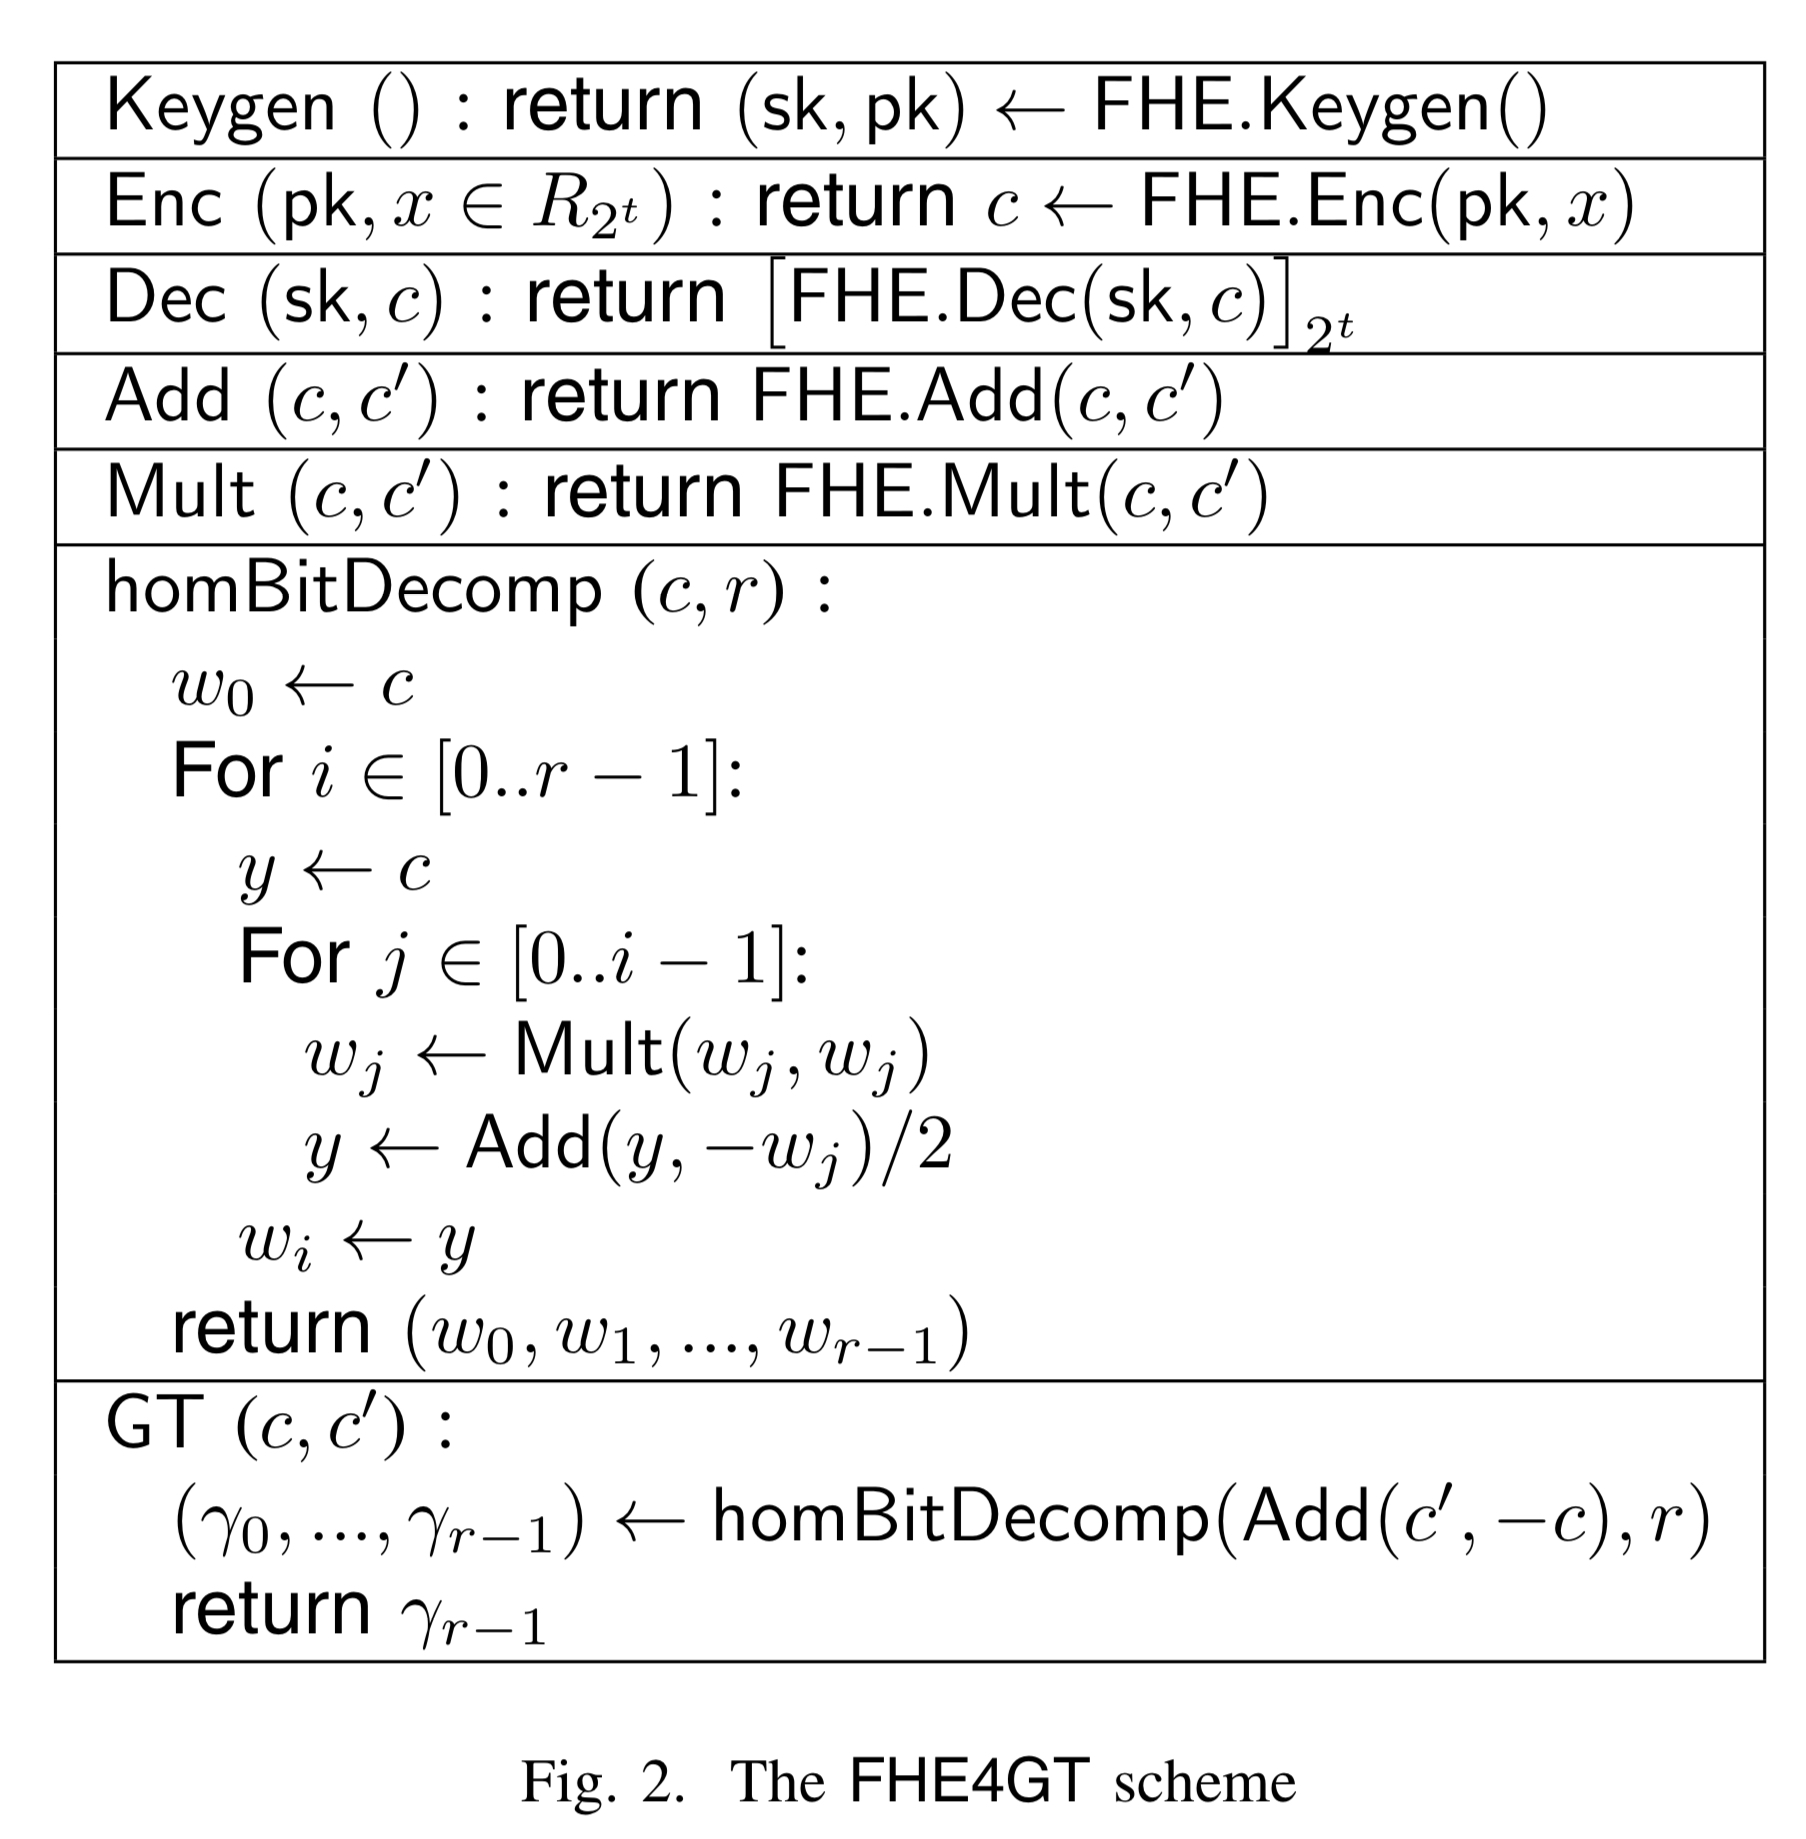 Keygen () : return (sk, pk) ← FHE.Keygen()
Enc (pk, x ∈ R_{2^t}) : return c ← FHE.Enc(pk, x)
Dec (sk, c) : return [FHE.Dec(sk, c)]_{2^t}
Add (c, c′) : return FHE.Add(c, c′)
Mult (c, c′) : return FHE.Mult(c, c′)
homBitDecomp (c, r) :
w_0 ← c
For i ∈ [0..r − 1]:
y ← c
For j ∈ [0..i − 1]:
w_j ← Mult(w_j, w_j)
y ← Add(y, −w_j)/2
w_i ← y
return (w_0, w_1, ..., w_{r−1})
GT (c, c′) :
(γ_0, ..., γ_{r−1}) ← homBitDecomp(Add(c′, −c), r)
return γ_{r−1}
Fig. 2. The FHE4GT scheme